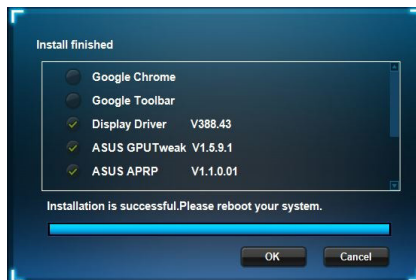 Install finished
Google Chrome
Google Toolbar
Display Driver V388.43
ASUS GPUTweak V1.5.9.1
ASUS APRP V1.1.0.01
Installation is successful.Please reboot your system.
OK Cancel